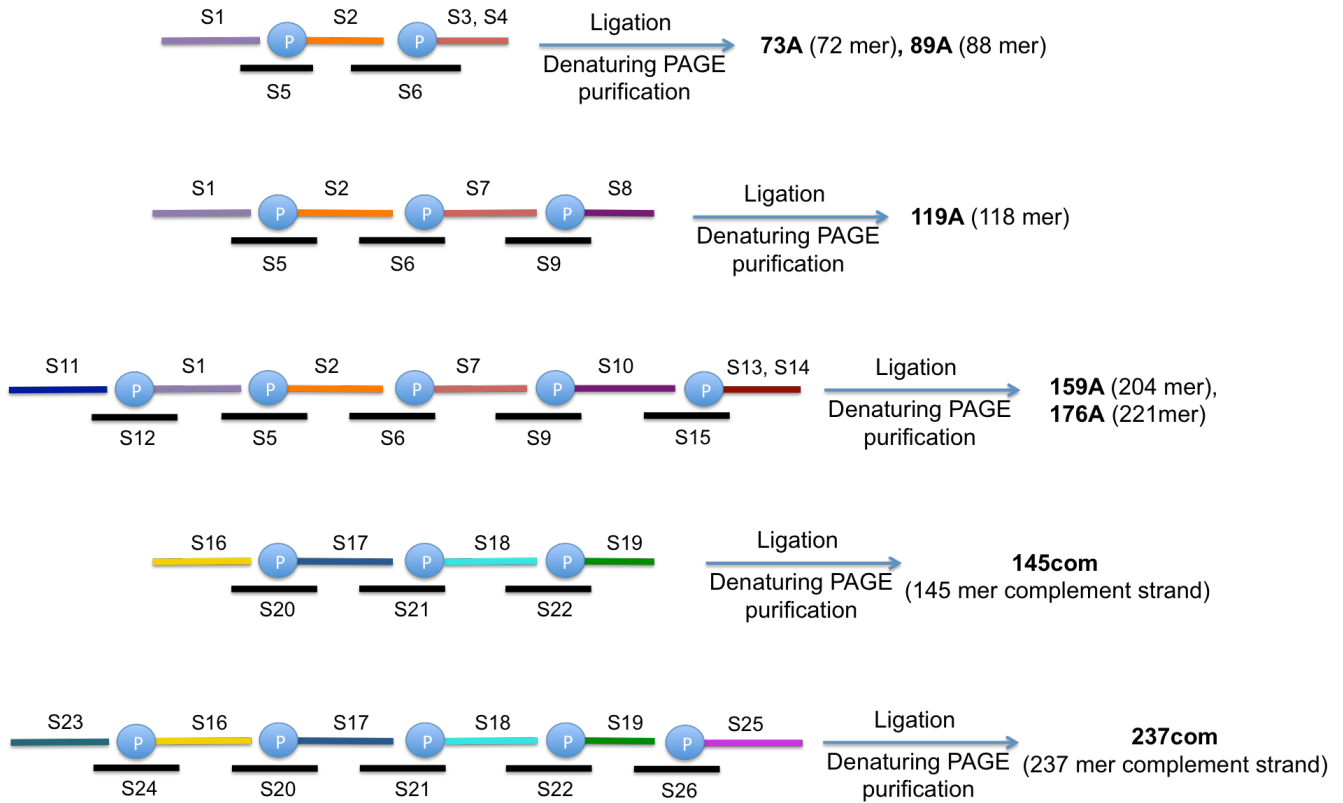 S1 S2 S3, S4
P P
S5 S6
Ligation
Denaturing PAGE
purification
73A (72 mer), 89A (88 mer)
S1 S2 S7 S8
P P P
S5 S6 S9
Ligation
Denaturing PAGE
purification
119A (118 mer)
S11 S1 S2 S7 S10 S13, S14
P P P P P
S12 S5 S6 S9 S15
Ligation
Denaturing PAGE
purification
159A (204 mer),
176A (221mer)
S16 S17 S18 S19
P P P
S20 S21 S22
Ligation
Denaturing PAGE
purification
145com
(145 mer complement strand)
S23 S16 S17 S18 S19 S25
P P P P P
S24 S20 S21 S22 S26
Ligation
Denaturing PAGE
purification
237com
(237 mer complement strand)